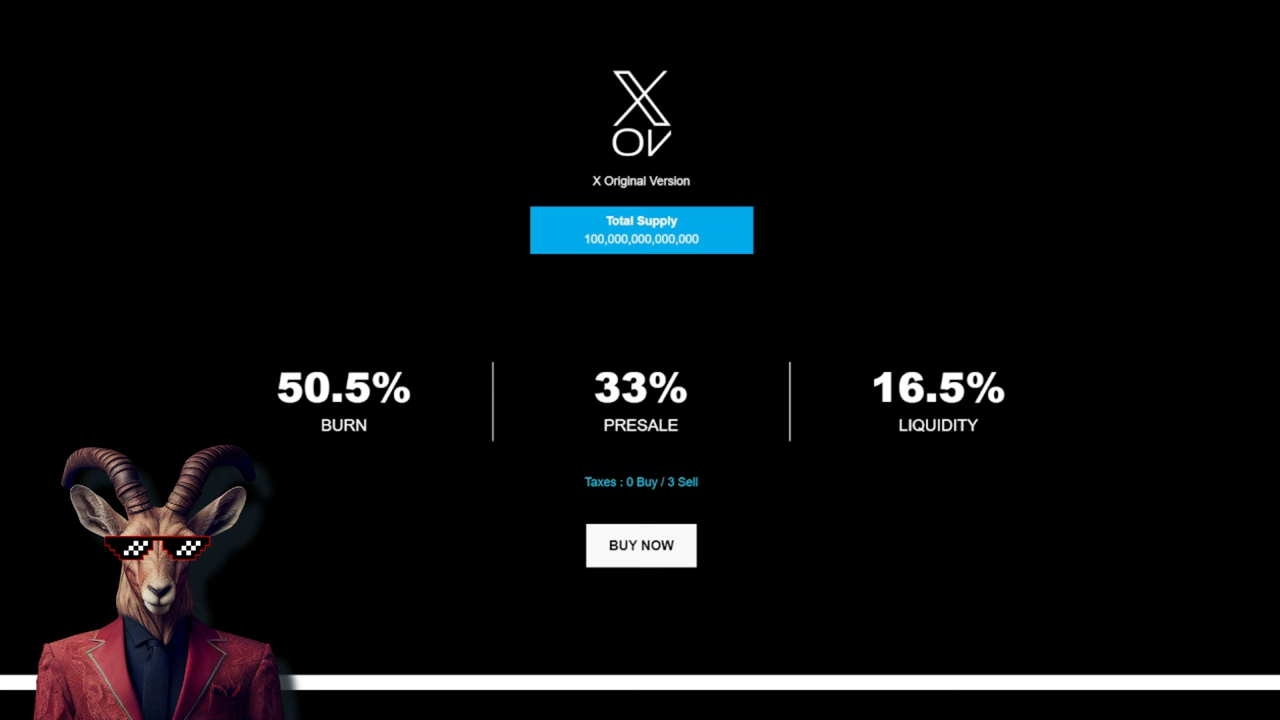 X
OV
X Original Version
Total Supply
100,000,000,000,000
50.5%
BURN
33%
PRESALE
16.5%
LIQUIDITY
Taxes : 0 Buy / 3 Sell
BUY NOW